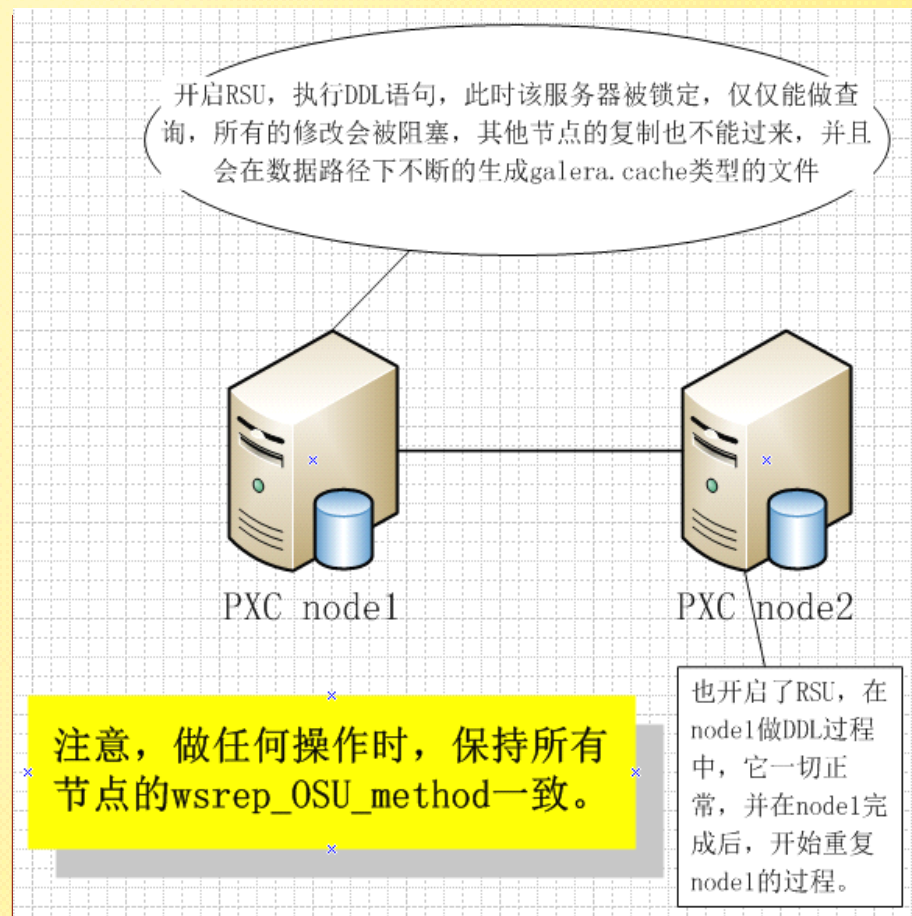 开启RSU，执行DDL语句，此时该服务器被锁定，仅仅能做查
询，所有的修改会被阻塞，其他节点的复制也不能过来，并且
会在数据路径下不断的生成galera.cache类型的文件
PXC node1
PXC node2
注意，做任何操作时，保持所有
节点的wsrep_OSU_method一致。
也开启了RSU，在
node1做DDL过程
中，它一切正
常，并在node1完
成后，开始重复
node1的过程。